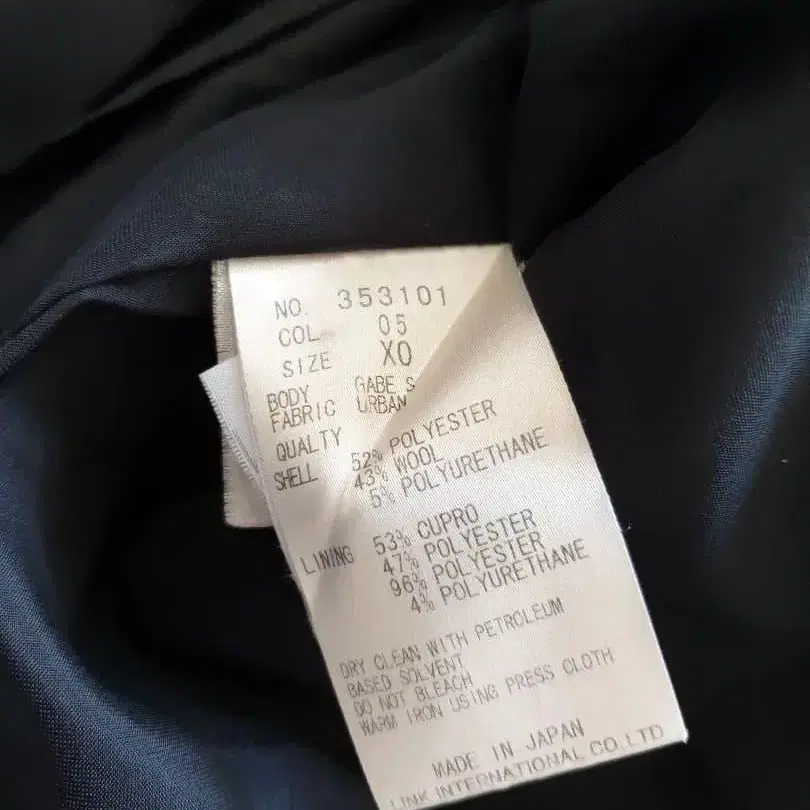 NO. 353101
COL 05
SIZE XO
BODY GABE S
FABRIC URBAN
QUALTY
SHELL 52% POLYESTER
43% WOOL
5% POLYURETHANE
LINING 53% CUPRO
47% POLYESTER
96% POLYESTER
4% POLYURETHANE
DRY CLEAN WITH PETROLEUM
BASED SOLVENT
DO NOT BLEACH
WARM IRON USING PRESS CLOTH
MADE IN JAPAN
LINK INTERNATIONAL CO.LTD